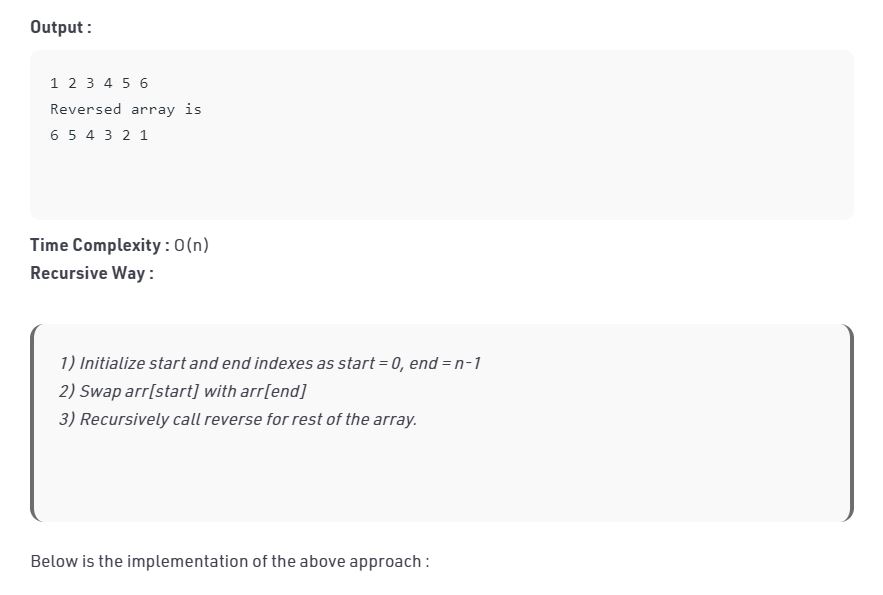 Output :
1 2 3 4 5 6
Reversed array is
6 5 4 3 2 1
Time Complexity : O(n)
Recursive Way :
1) Initialize start and end indexes as start = 0, end = n-1
2) Swap arr[start] with arr[end]
3) Recursively call reverse for rest of the array.
Below is the implementation of the above approach :